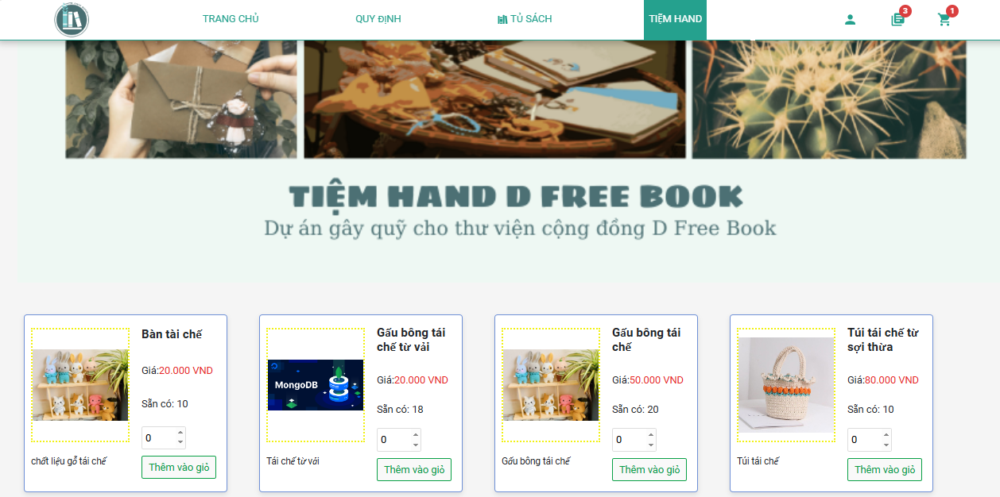 TRANG CHỦ
QUY ĐỊNH
TỦ SÁCH
TIỆM HAND
3
1
TIỆM HAND D FREE BOOK
Dự án gây quỹ cho thư viện cộng đồng D Free Book
Bàn tài chế
Giá:20.000 VND
Sẵn có: 10
0
Thêm vào giỏ
chất liệu gỗ tái chế
MongoDB
Gấu bông tái
chế từ vải
Giá:20.000 VND
Sẵn có: 18
0
Thêm vào giỏ
Tái chế từ vải
Gấu bông tái
chế
Giá:50.000 VND
Sẵn có: 20
0
Thêm vào giỏ
Gấu bông tái chế
Túi tái chế từ
sợi thừa
Giá:80.000 VND
Sẵn có: 10
0
Thêm vào giỏ
Túi tái chế